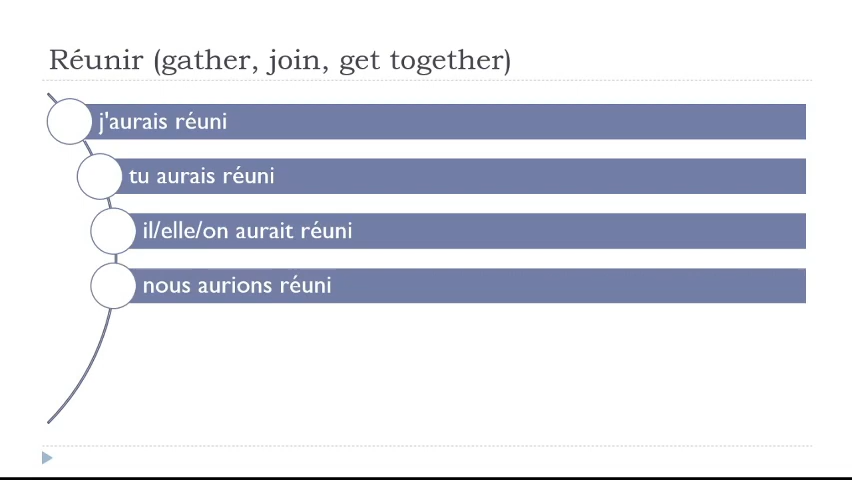 Réunir (gather, join, get together)
j'aurais réuni
tu aurais réuni
il/elle/on aurait réuni
nous aurions réuni